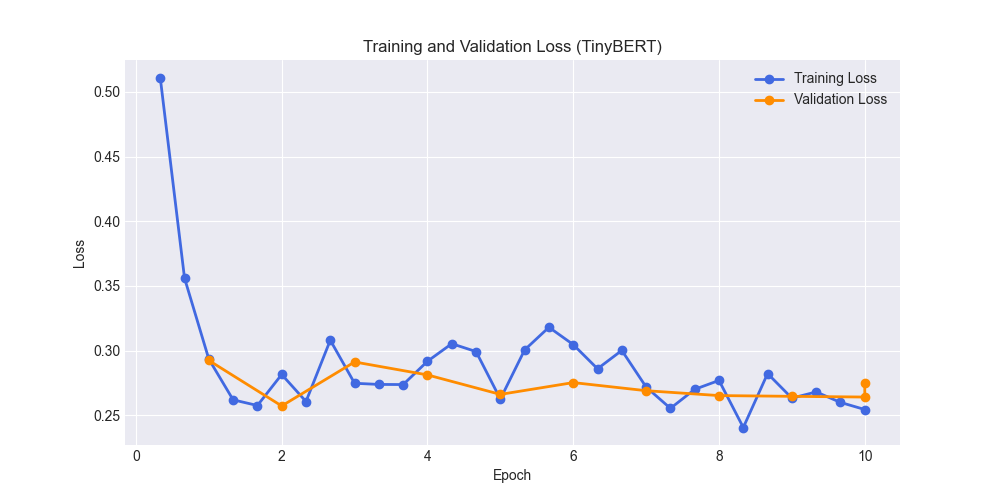 Training and Validation Loss (TinyBERT)
Training Loss
Validation Loss
0.50
0.45
0.40
0.35
0.30
0.25
Loss
0 2 4 6 8 10
Epoch